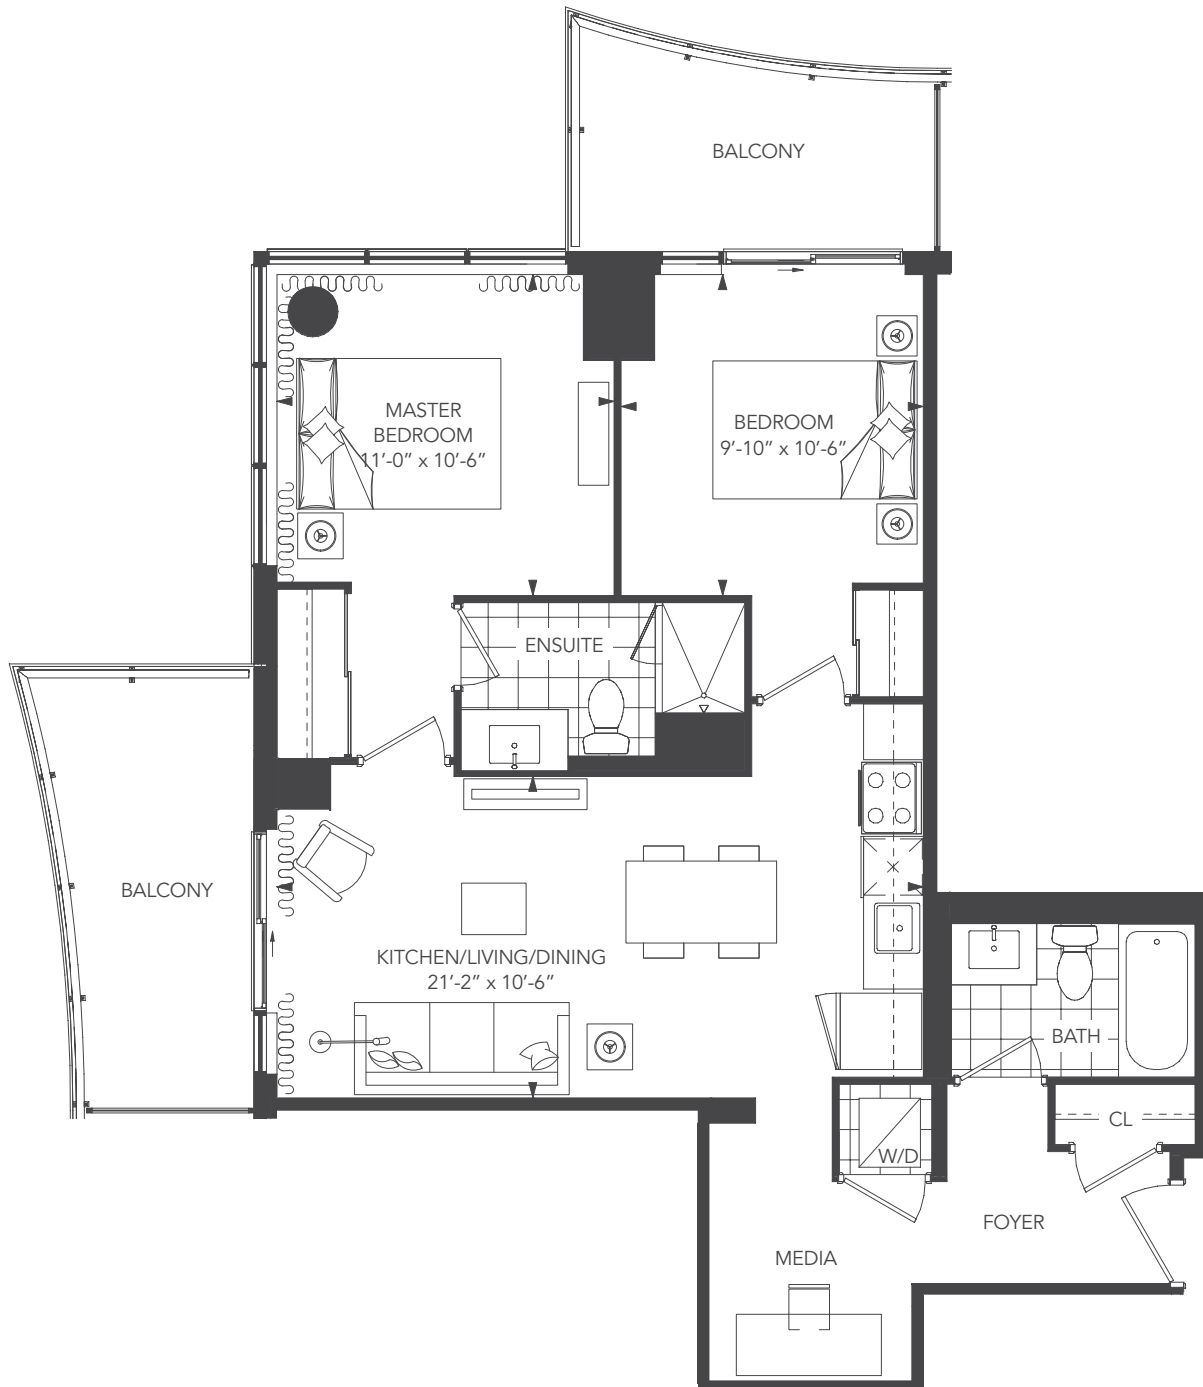 BALCONY
MASTER
BEDROOM
11'-0" x 10'-6"
BEDROOM
9'-10" x 10'-6"
ENSUITE
BALCONY
KITCHEN/LIVING/DINING
21'-2" x 10'-6"
BATH
CL
W/D
FOYER
MEDIA